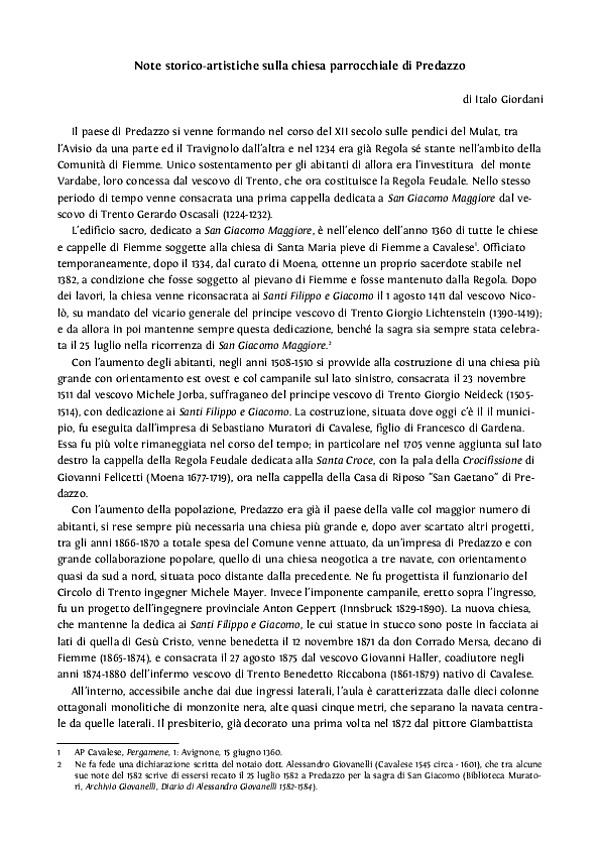 Note storico-artistiche sulla chiesa parrocchiale di Predazzo
di Italo Giordani
Il paese di Predazzo si venne formando nel corso del XII secolo sulle pendici del Mulat, tra
l'Avisio da una parte ed il Travignolo dall'altra e nel 1234 era già Regola sé stante nell'ambito della
Comunità di Fiemme. Unico sostentamento per gli abitanti di allora era l'investitura del monte
Vardabe, loro concessa dal vescovo di Trento, che ora costituisce la Regola Feudale. Nello stesso
periodo di tempo venne consacrata una prima cappella dedicata a San Giacomo Maggiore dal ve-
scovo di Trento Gerardo Oscasali (1224-1232).
L'edificio sacro, dedicato a San Giacomo Maggiore, è nell'elenco dell'anno 1360 di tutte le chiese
e cappelle di Fiemme soggette alla chiesa di Santa Maria pieve di Fiemme a Cavalese1. Officiato
temporaneamente, dopo il 1334, dal curato di Moena, ottenne un proprio sacerdote stabile nel
1382, a condizione che fosse soggetto al pievano di Fiemme e fosse mantenuto dalla Regola. Dopo
dei lavori, la chiesa venne riconsacrata ai Santi Filippo e Giacomo il 1 agosto 1411 dal vescovo Nico-
lò, su mandato del vicario generale del principe vescovo di Trento Giorgio Lichtenstein (1390-1419);
e da allora in poi mantenne sempre questa dedicazione, benché la sagra sia sempre stata celebra-
ta il 25 luglio nella ricorrenza di San Giacomo Maggiore.2
Con l'aumento degli abitanti, negli anni 1508-1510 si provvide alla costruzione di una chiesa più
grande con orientamento est ovest e col campanile sul lato sinistro, consacrata il 23 novembre
1511 dal vescovo Michele Jorba, suffraganeo del principe vescovo di Trento Giorgio Neideck (1505-
1514), con dedicazione ai Santi Filippo e Giacomo. La costruzione, situata dove oggi c'è il il munici-
pio, fu eseguita dall'impresa di Sebastiano Muratori di Cavalese, figlio di Francesco di Gardena.
Essa fu più volte rimaneggiata nel corso del tempo; in particolare nel 1705 venne aggiunta sul lato
destro la cappella della Regola Feudale dedicata alla Santa Croce, con la pala della Crocifissione di
Giovanni Felicetti (Moena 1677-1719), ora nella cappella della Casa di Riposo "San Gaetano" di Pre-
dazzo.
Con l'aumento della popolazione, Predazzo era già il paese della valle col maggior numero di
abitanti, si rese sempre più necessaria una chiesa più grande e, dopo aver scartato altri progetti,
tra gli anni 1866-1870 a totale spesa del Comune venne attuato, da un'impresa di Predazzo e con
grande collaborazione popolare, quello di una chiesa neogotica a tre navate, con orientamento
quasi da sud a nord, situata poco distante dalla precedente. Ne fu progettista il funzionario del
Circolo di Trento ingegner Michele Mayer. Invece l'imponente campanile, eretto sopra l'ingresso,
fu un progetto dell'ingegnere provinciale Anton Geppert (Innsbruck 1829-1890). La nuova chiesa,
che mantenne la dedica ai Santi Filippo e Giacomo, le cui statue in stucco sono poste in facciata ai
lati di quella di Gesù Cristo, venne benedetta il 12 novembre 1871 da don Corrado Mersa, decano di
Fiemme (1865-1874), e consacrata il 27 agosto 1875 dal vescovo Giovanni Haller, coadiutore negli
anni 1874-1880 dell'infermo vescovo di Trento Benedetto Riccabona (1861-1879) nativo di Cavalese.
All'interno, accessibile anche dai due ingressi laterali, l'aula è caratterizzata dalle dieci colonne
ottagonali monolitiche di monzonite nera, alte quasi cinque metri, che separano la navata centra-
le da quelle laterali. Il presbiterio, già decorato una prima volta nel 1872 dal pittore Giambattista
1 AP Cavalese, Pergamene, 1: Avignone, 15 giugno 1360.
2 Ne fa fede una dichiarazione scritta del notaio dott. Alessandro Giovanelli (Cavalese 1545 circa - 1601), che tra alcune
sue note del 1582 scrive di essersi recato il 25 luglio 1582 a Predazzo per la sagra di San Giacomo (Biblioteca Murato-
ri, Archivio Giovanelli, Diario di Alessandro Giovanelli 1582-1584).